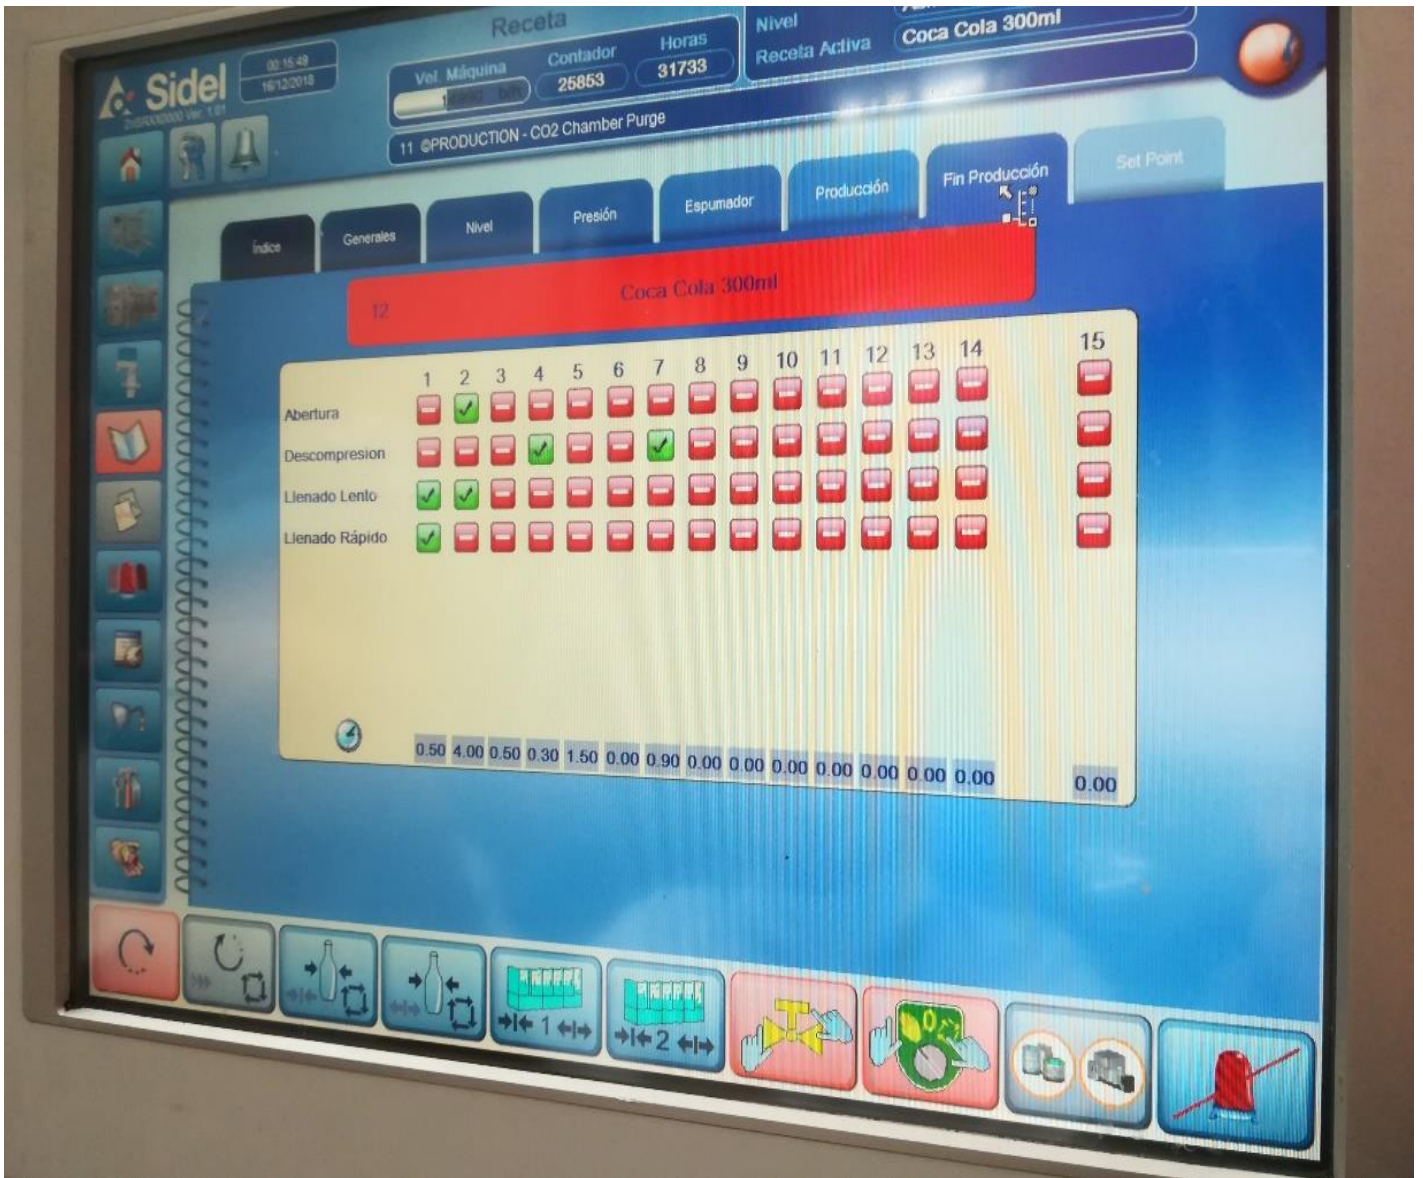 Receta
Sidel
00:15:49
16/12/2018
Vel. Máquina
Contador
25853
Horas
31733
Nivel
Receta Activa
Coca Cola 300ml
11 @PRODUCTION - CO2 Chamber Purge
Índice
Generales
Nivel
Presión
Espumador
Producción
Fin Producción
Set Point
12 Coca Cola 300ml
1 2 3 4 5 6 7 8 9 10 11 12 13 14 15
Abertura
Descompresion
Llenado Lento
Llenado Rápido
0.50 4.00 0.50 0.30 1.50 0.00 0.90 0.00 0.00 0.00 0.00 0.00 0.00 0.00 0.00
1
2